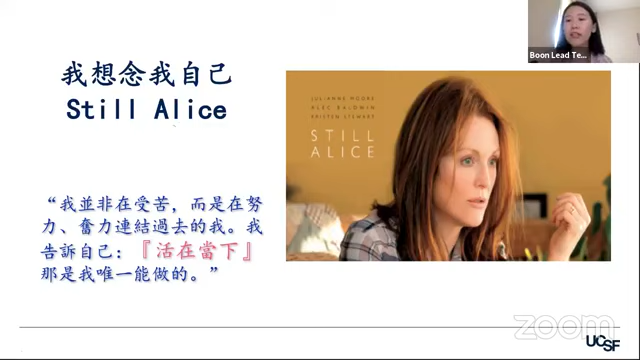 Boon Lead Te...
我想念我自己
Still Alice
JULIANNE MOORE
ALEC BALDWIN
KRISTEN STEWART
STILL
ALICE
“我並非在受苦，而是在努
力、奮力連結過去的我。我
告訴自己：『活在當下』
那是我唯一能做的。”
zoom
UCSF